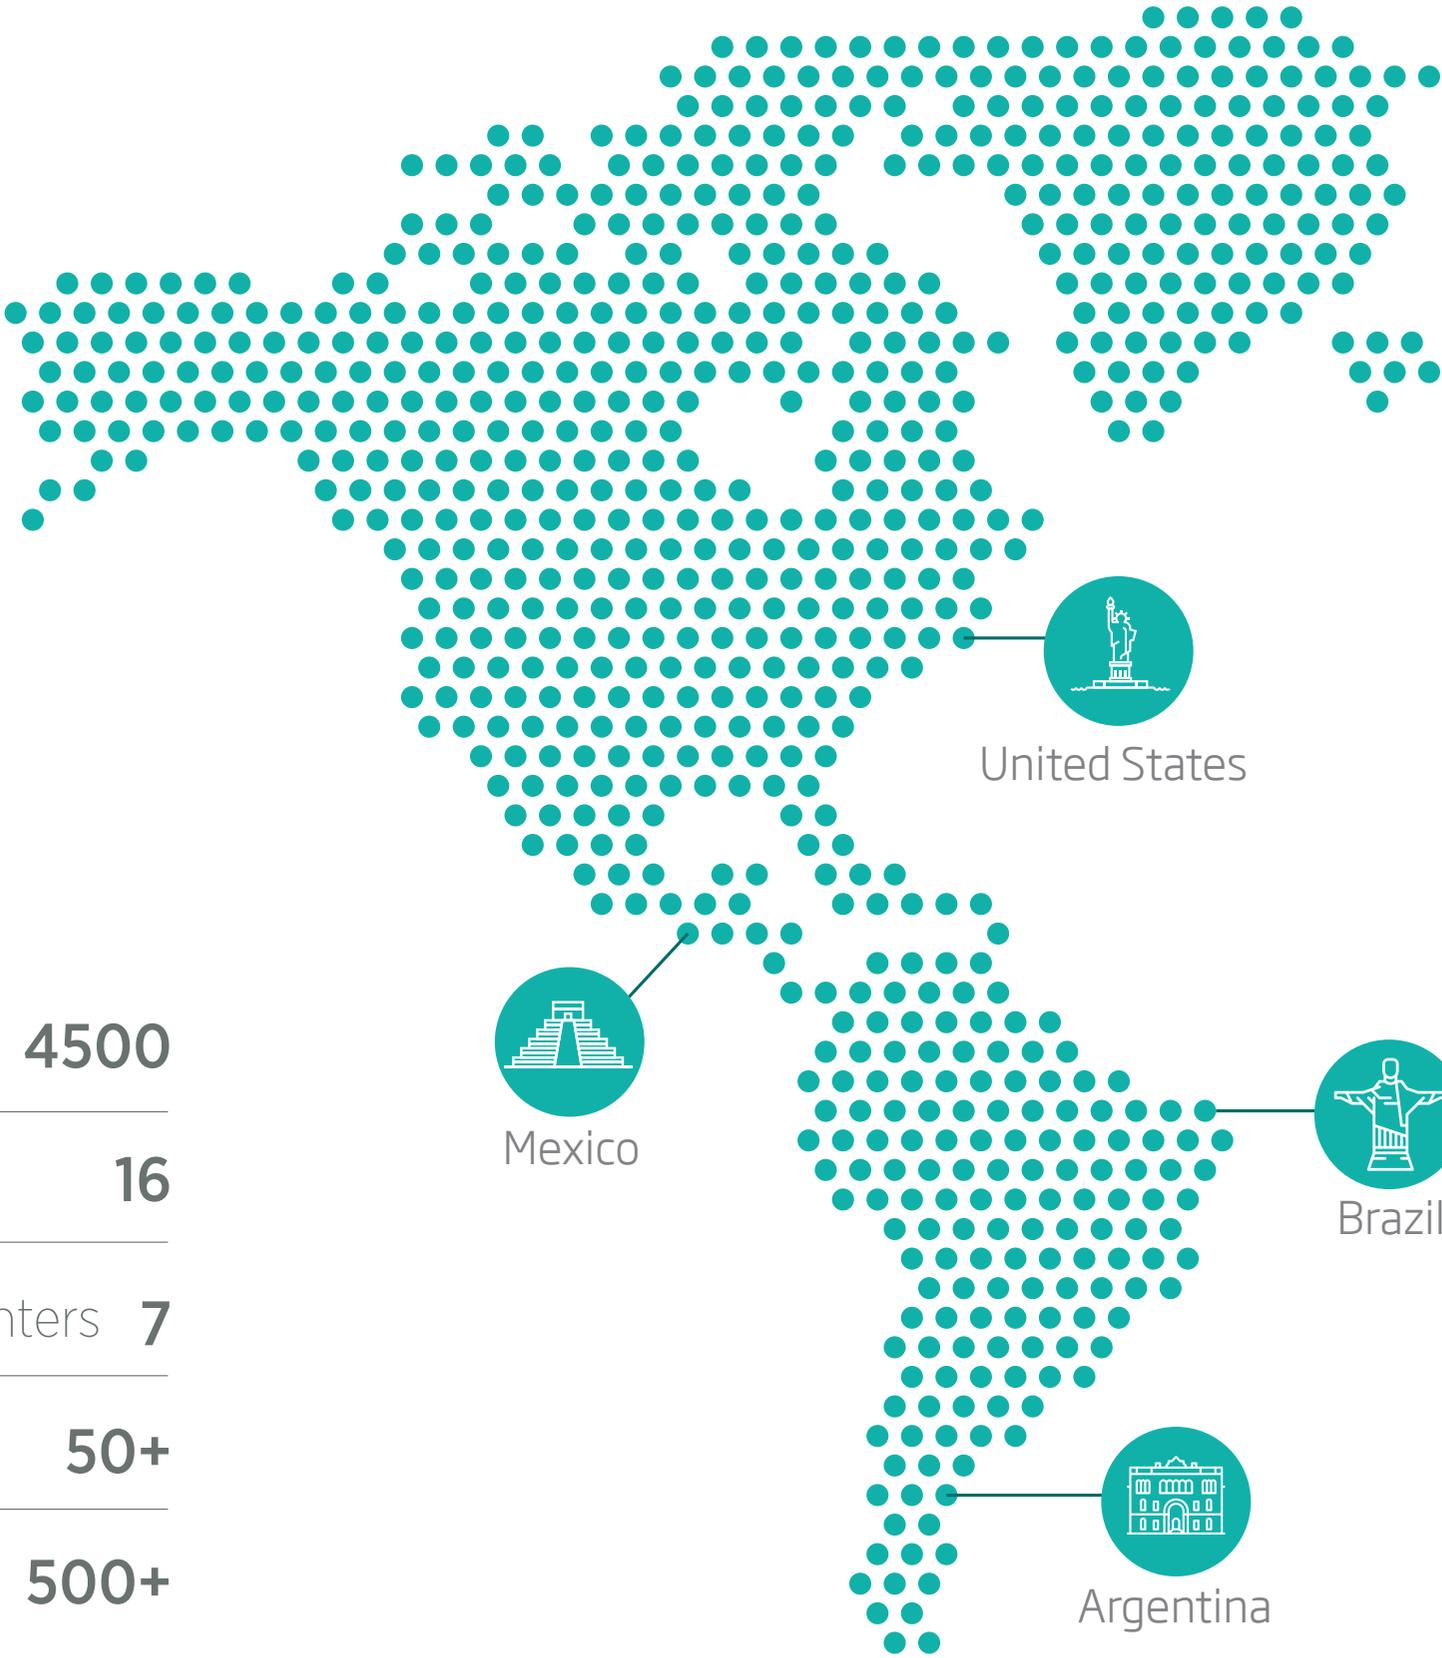 United States
4500
Mexico
16
Brazil
nters 7
50+
500+
Argentina